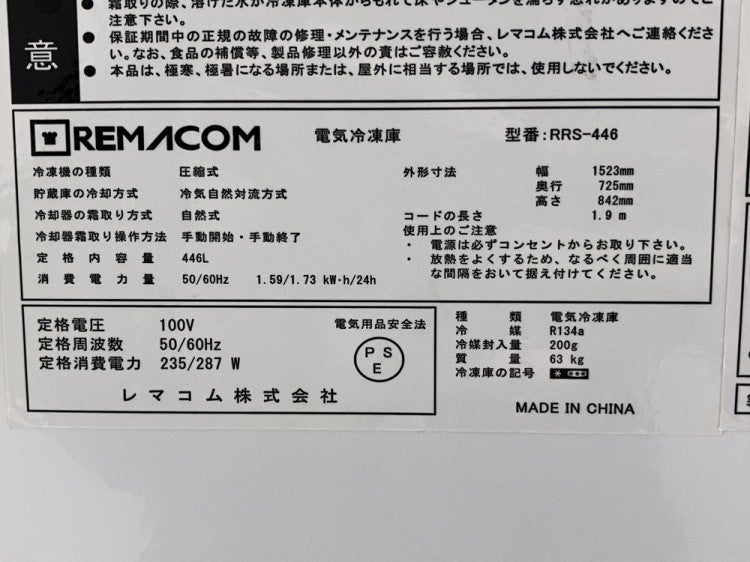 霜取りの際、溶けた水が冷凍庫本体からもれて床やシューズを濡らす恐れがありますのでご
注意下さい。
意
● 保証期間中の正規の故障の修理・メンテナンスを行う場合、レマコム株式会社へご連絡くださ
い。なお、食品の補償等、製品修理以外の責はご容赦ください。
● 本品は、極寒、極暑になる場所または、屋外に相当する場所では、使用しないでください。
REMACOM 電気冷凍庫 型番:RRS-446
冷凍機の種類 圧縮式
貯蔵庫の冷却方式 冷気自然対流方式
冷却器の霜取り方式 自然式
冷却器霜取り操作方法 手動開始・手動終了
定格内容量 446L
消費電力量 50/60Hz 1.59/1.73 kW·h/24h
外形寸法 幅 1523mm
奥行 725mm
高さ 842mm
コードの長さ 1.9 m
使用上のご注意
・ 電源は必ずコンセントからお取り下さい。
・ 放熱をよくするため、なるべく周囲に適当
な間隔をおいて据え付けてください。
定格電圧 100V
定格周波数 50/60Hz
定格消費電力 235/287 W
電気用品安全法
PS
E
レマコム株式会社
種類 電気冷凍庫
冷媒 R134a
冷媒封入量 200g
質量 63 kg
冷凍庫の記号 * ***
MADE IN CHINA